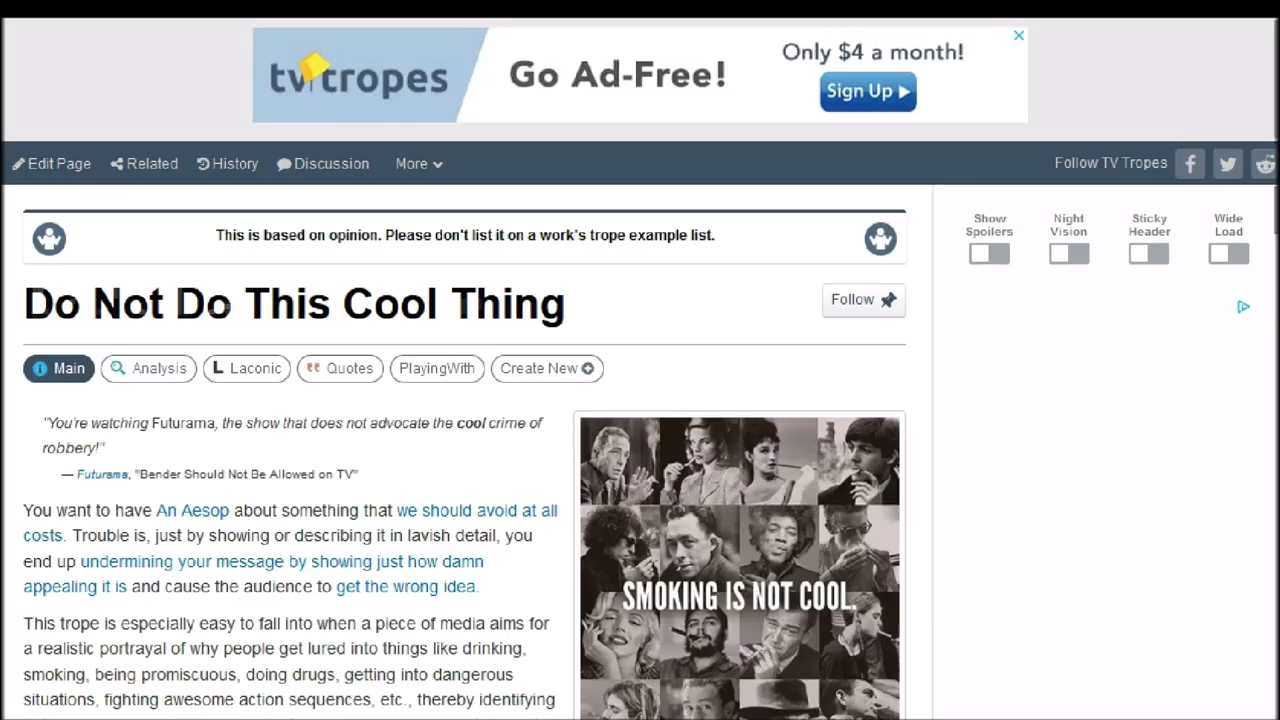 tvtropes
Go Ad-Free!
Only $4 a month!
Sign Up
Edit Page Related History Discussion More
Follow TV Tropes
This is based on opinion. Please don't list it on a work's trope example list.
Show Spoilers
Night Vision
Sticky Header
Wide Load
Do Not Do This Cool Thing
Follow
Main Analysis L Laconic Quotes PlayingWith Create New
"You're watching Futurama, the show that does not advocate the cool crime of
robbery!"
— Futurama, "Bender Should Not Be Allowed on TV"
You want to have An Aesop about something that we should avoid at all
costs. Trouble is, just by showing or describing it in lavish detail, you
end up undermining your message by showing just how damn
appealing it is and cause the audience to get the wrong idea.
This trope is especially easy to fall into when a piece of media aims for
a realistic portrayal of why people get lured into things like drinking,
smoking, being promiscuous, doing drugs, getting into dangerous
situations, fighting awesome action sequences, etc., thereby identifying
SMOKING IS NOT COOL.